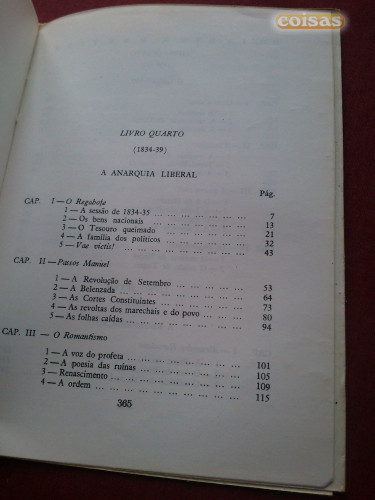 coisas
LIVRO QUARTO
(1834-39)
A ANARQUIA LIBERAL
Pág.
CAP. I — O Regabofe
1 — A sessão de 1834-35 ... ... ... ... ... ... 7
2 — Os bens nacionais ... ... ... ... ... ... 13
3 — O Tesouro queimado ... ... ... ... ... 21
4 — A família dos políticos ... ... ... ... ... 32
5 — Vae victis! ... ... ... ... ... ... ... ... 43
CAP. II — Passos Manuel
1 — A Revolução de Setembro ... ... ... ... 53
2 — A Belenzada ... ... ... ... ... ... ... ... 64
3 — As Cortes Constituintes ... ... ... ... ... 73
4 — As revoltas dos marechais e do povo ... ... 80
5 — As folhas caídas ... ... ... ... ... ... ... 94
CAP. III — O Romantismo
1 — A voz do profeta ... ... ... ... ... ... ... 101
2 — A poesia das ruínas ... ... ... ... ... ... 105
3 — Renascimento ... ... ... ... ... ... ... ... 109
4 — A ordem ... ... ... ... ... ... ... ... ... 115
365